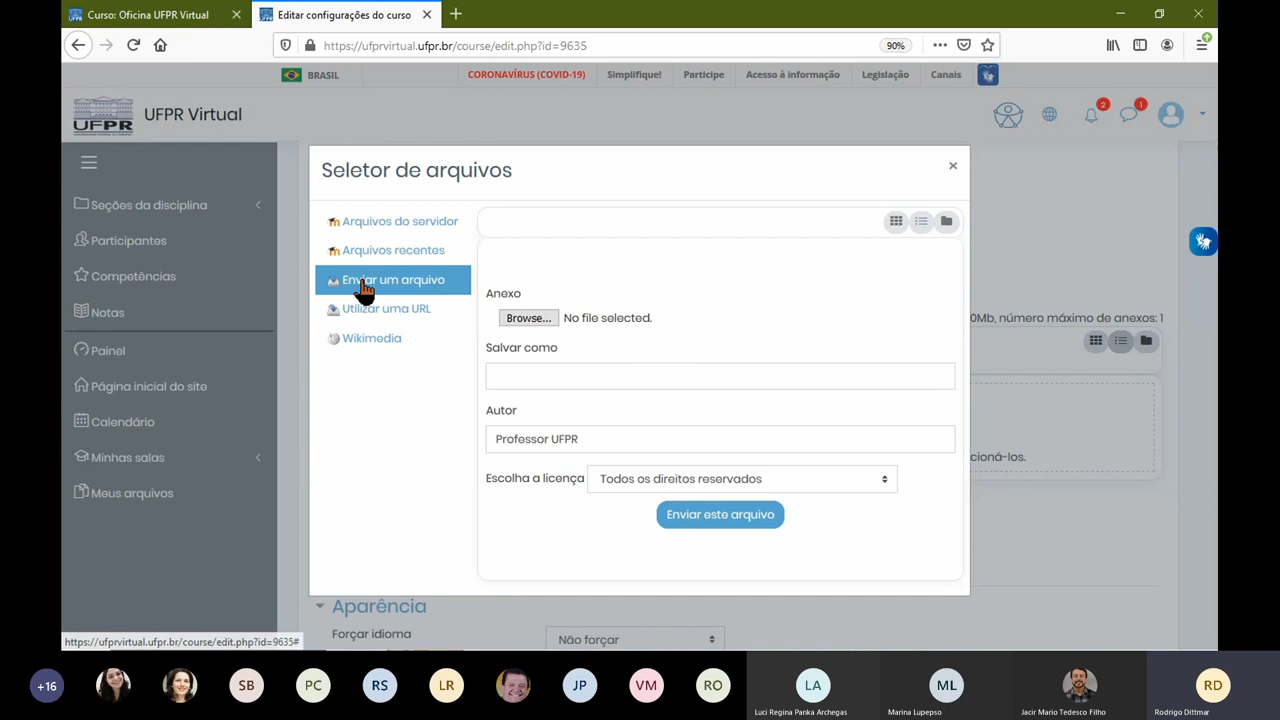 Curso: Oficina UFPR Virtual
Editar configurações do curso
https://ufprvirtual.ufpr.br/course/edit.php?id=9635
90%
BRASIL
CORONAVÍRUS (COVID-19)
Simplifique!
Participe
Acesso à informação
Legislação
Canais
UFPR
UFPR Virtual
2
1
Seções da disciplina
Participantes
Competências
Notas
Painel
Página inicial do site
Calendário
Minhas salas
Meus arquivos
Seletor de arquivos
Arquivos do servidor
Arquivos recentes
Enviar um arquivo
Utilizar uma URL
Wikimedia
Anexo
Browse... No file selected.
Salvar como
Autor
Professor UFPR
Escolha a licença
Todos os direitos reservados
Enviar este arquivo
0Mb, número máximo de anexos: 1
cioná-los.
Aparência
Forçar idioma
Não forçar
https://ufprvirtual.ufpr.br/course/edit.php?id=9635#
+16
SB
PC
RS
LR
JP
VM
RO
LA
ML
RD
Luci Regina Panka Archegas
Marina Lupepso
Jacir Mario Tedesco Filho
Rodrigo Dittmar